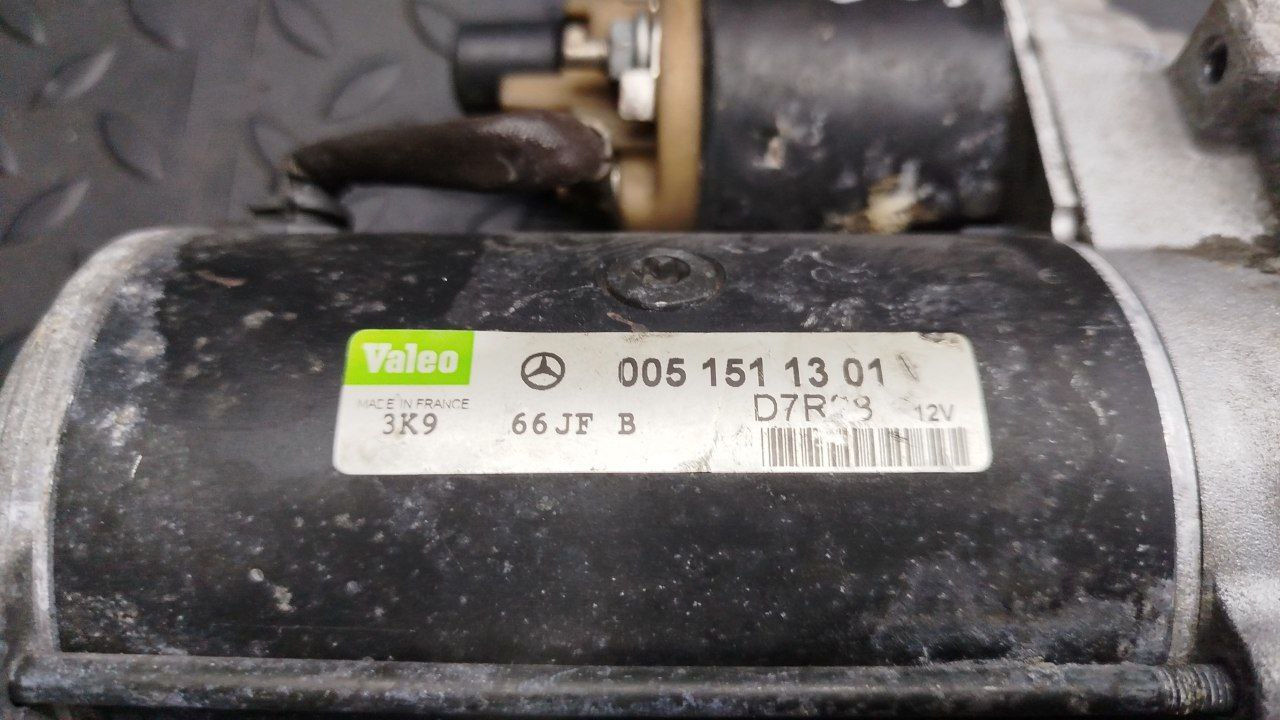 Valeo
005 151 13 01
MADE IN FRANCE
12V
3K9
66JF B